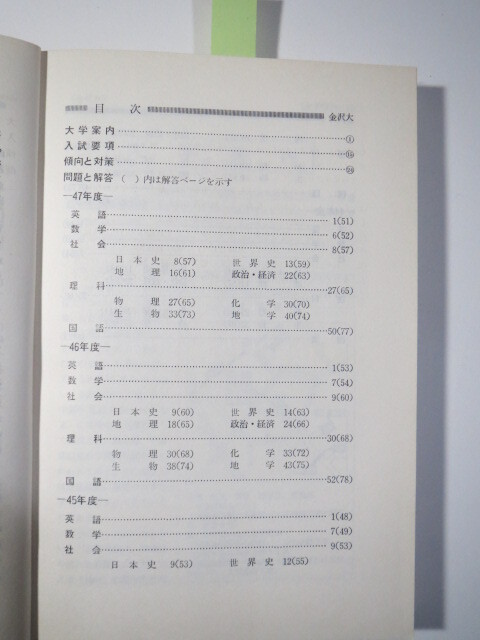 目次 金沢大
大学案内 ①
入試要項
傾向と対策
問題と解答 ( )内は解答ページを示す
—47年度—
英語 1(51)
数学 6(52)
社会 8(57)
日本史 8(57) 世界史 13(59)
地理 16(61) 政治・経済 22(63)
理科 27(65)
物理 27(65) 化学 30(70)
生物 33(73) 地学 40(74)
国語 50(77)
—46年度—
英語 1(53)
数学 7(54)
社会 9(60)
日本史 9(60) 世界史 14(63)
地理 18(65) 政治・経済 24(66)
理科 30(68)
物理 30(68) 化学 33(72)
生物 38(74) 地学 43(75)
国語 52(78)
—45年度—
英語 1(48)
数学 7(49)
社会 9(53)
日本史 9(53) 世界史 12(55)